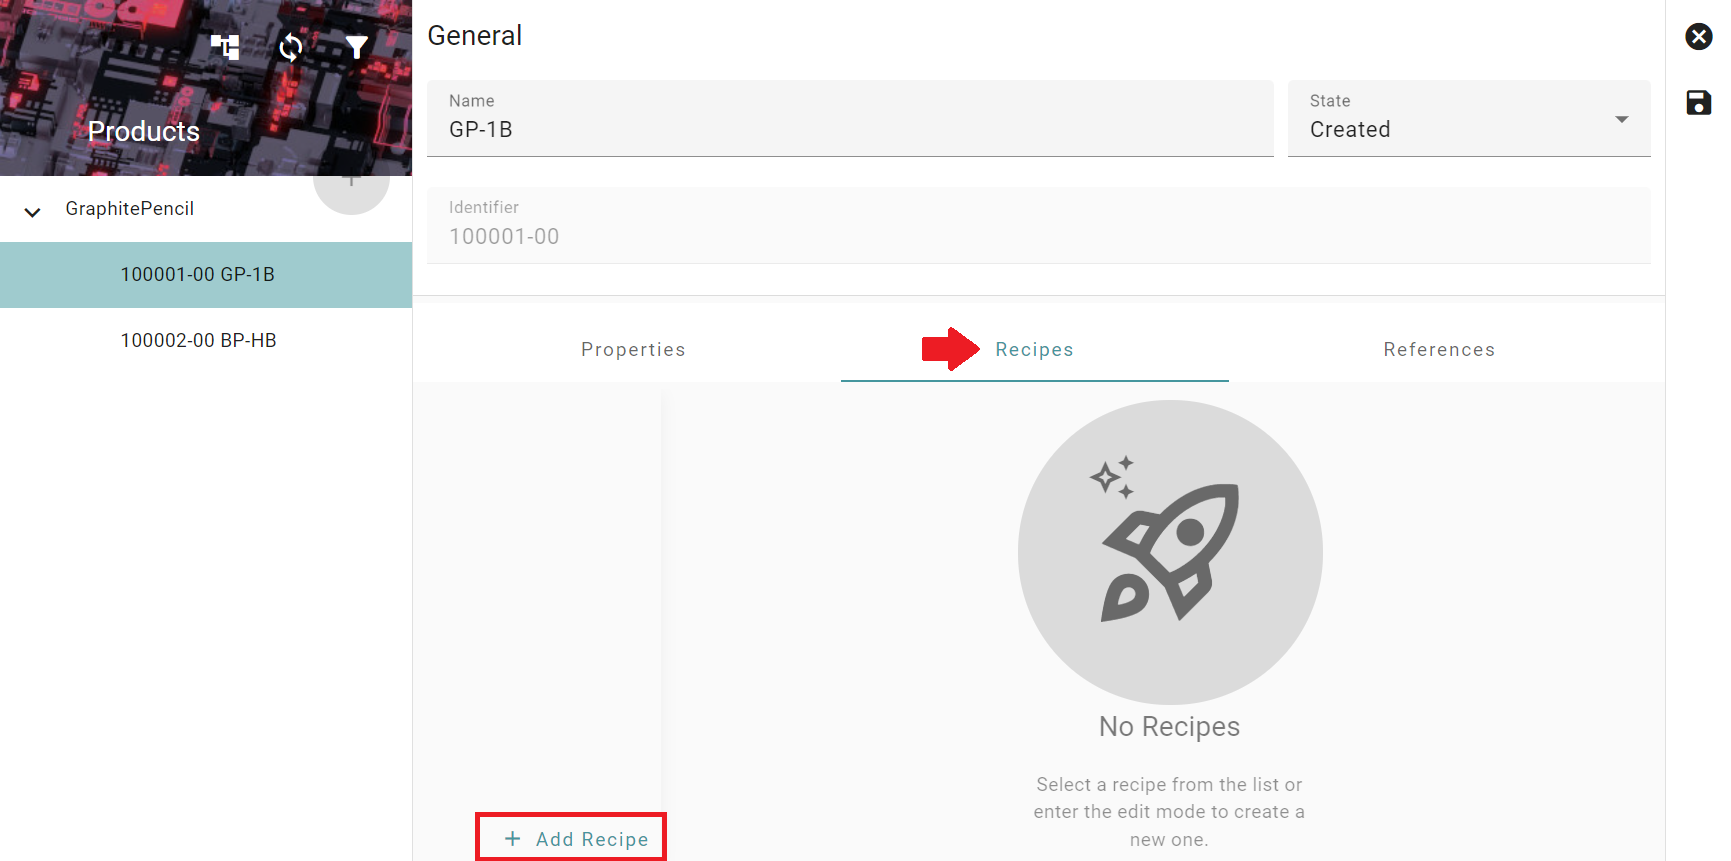 Products
GraphitePencil
100001-00 GP-1B
100002-00 BP-HB
General
Name
GP-1B
State
Created
Identifier
100001-00
Properties
Recipes
References
No Recipes
Select a recipe from the list or
enter the edit mode to create a
new one.
+ Add Recipe